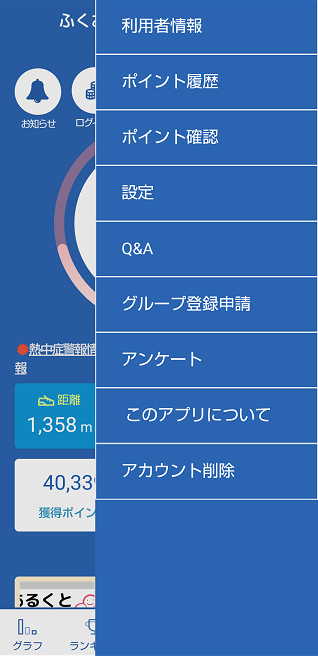 ふくお
お知らせ
熱中症警報情
報
距離
1,358 m
40,339
獲得ポイン
あるくと
グラフ
ランキ
利用者情報
ポイント履歴
ポイント確認
設定
Q&A
グループ登録申請
アンケート
このアプリについて
アカウント削除